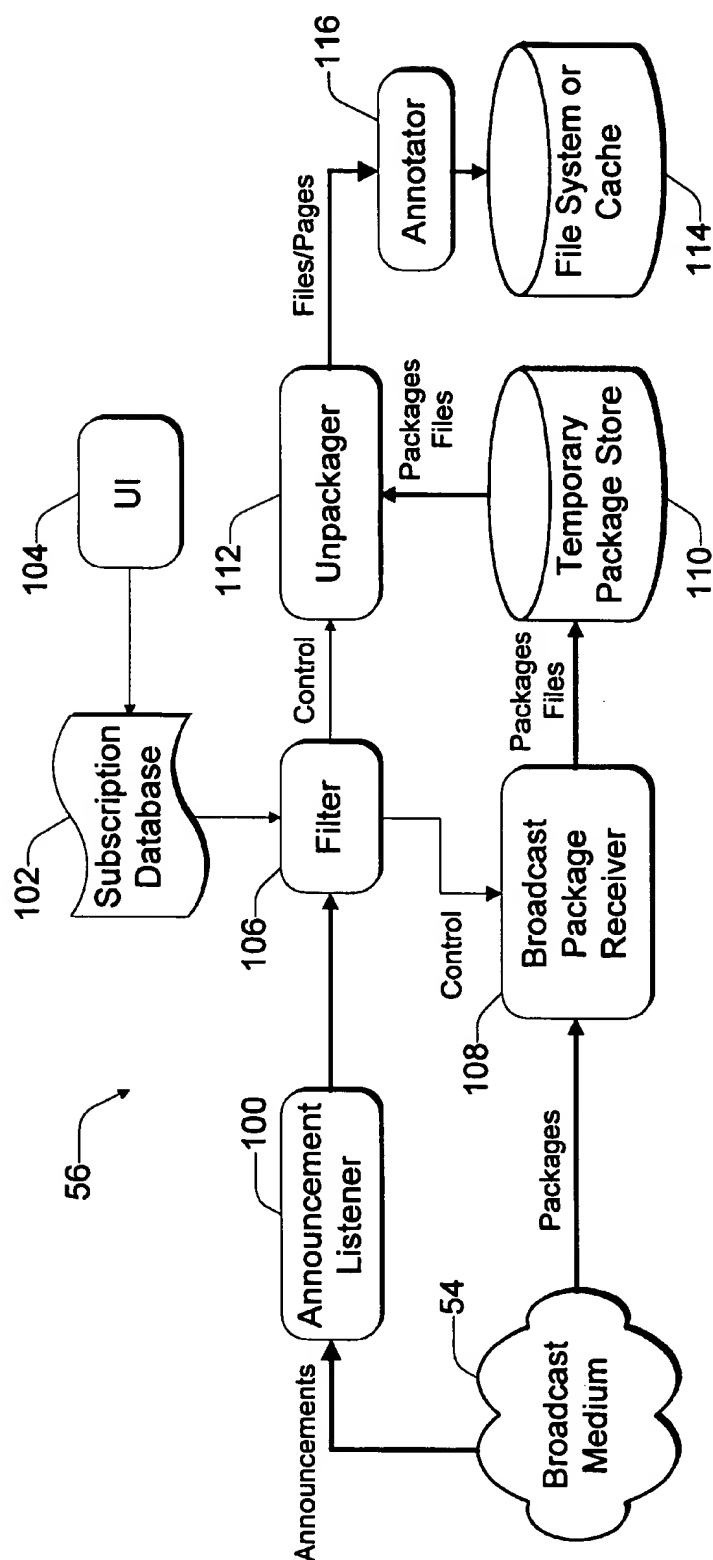 56
102
Subscription
Database
104
UI
Announcements
100
Announcement
Listener
106
Filter
Control
112
Unpackager
Files/Pages
116
Annotator
Control
Packages
Files
54
Broadcast
Medium
Packages
108
Broadcast
Package
Receiver
Packages
Files
Temporary
Package Store
110
File System or
Cache
114